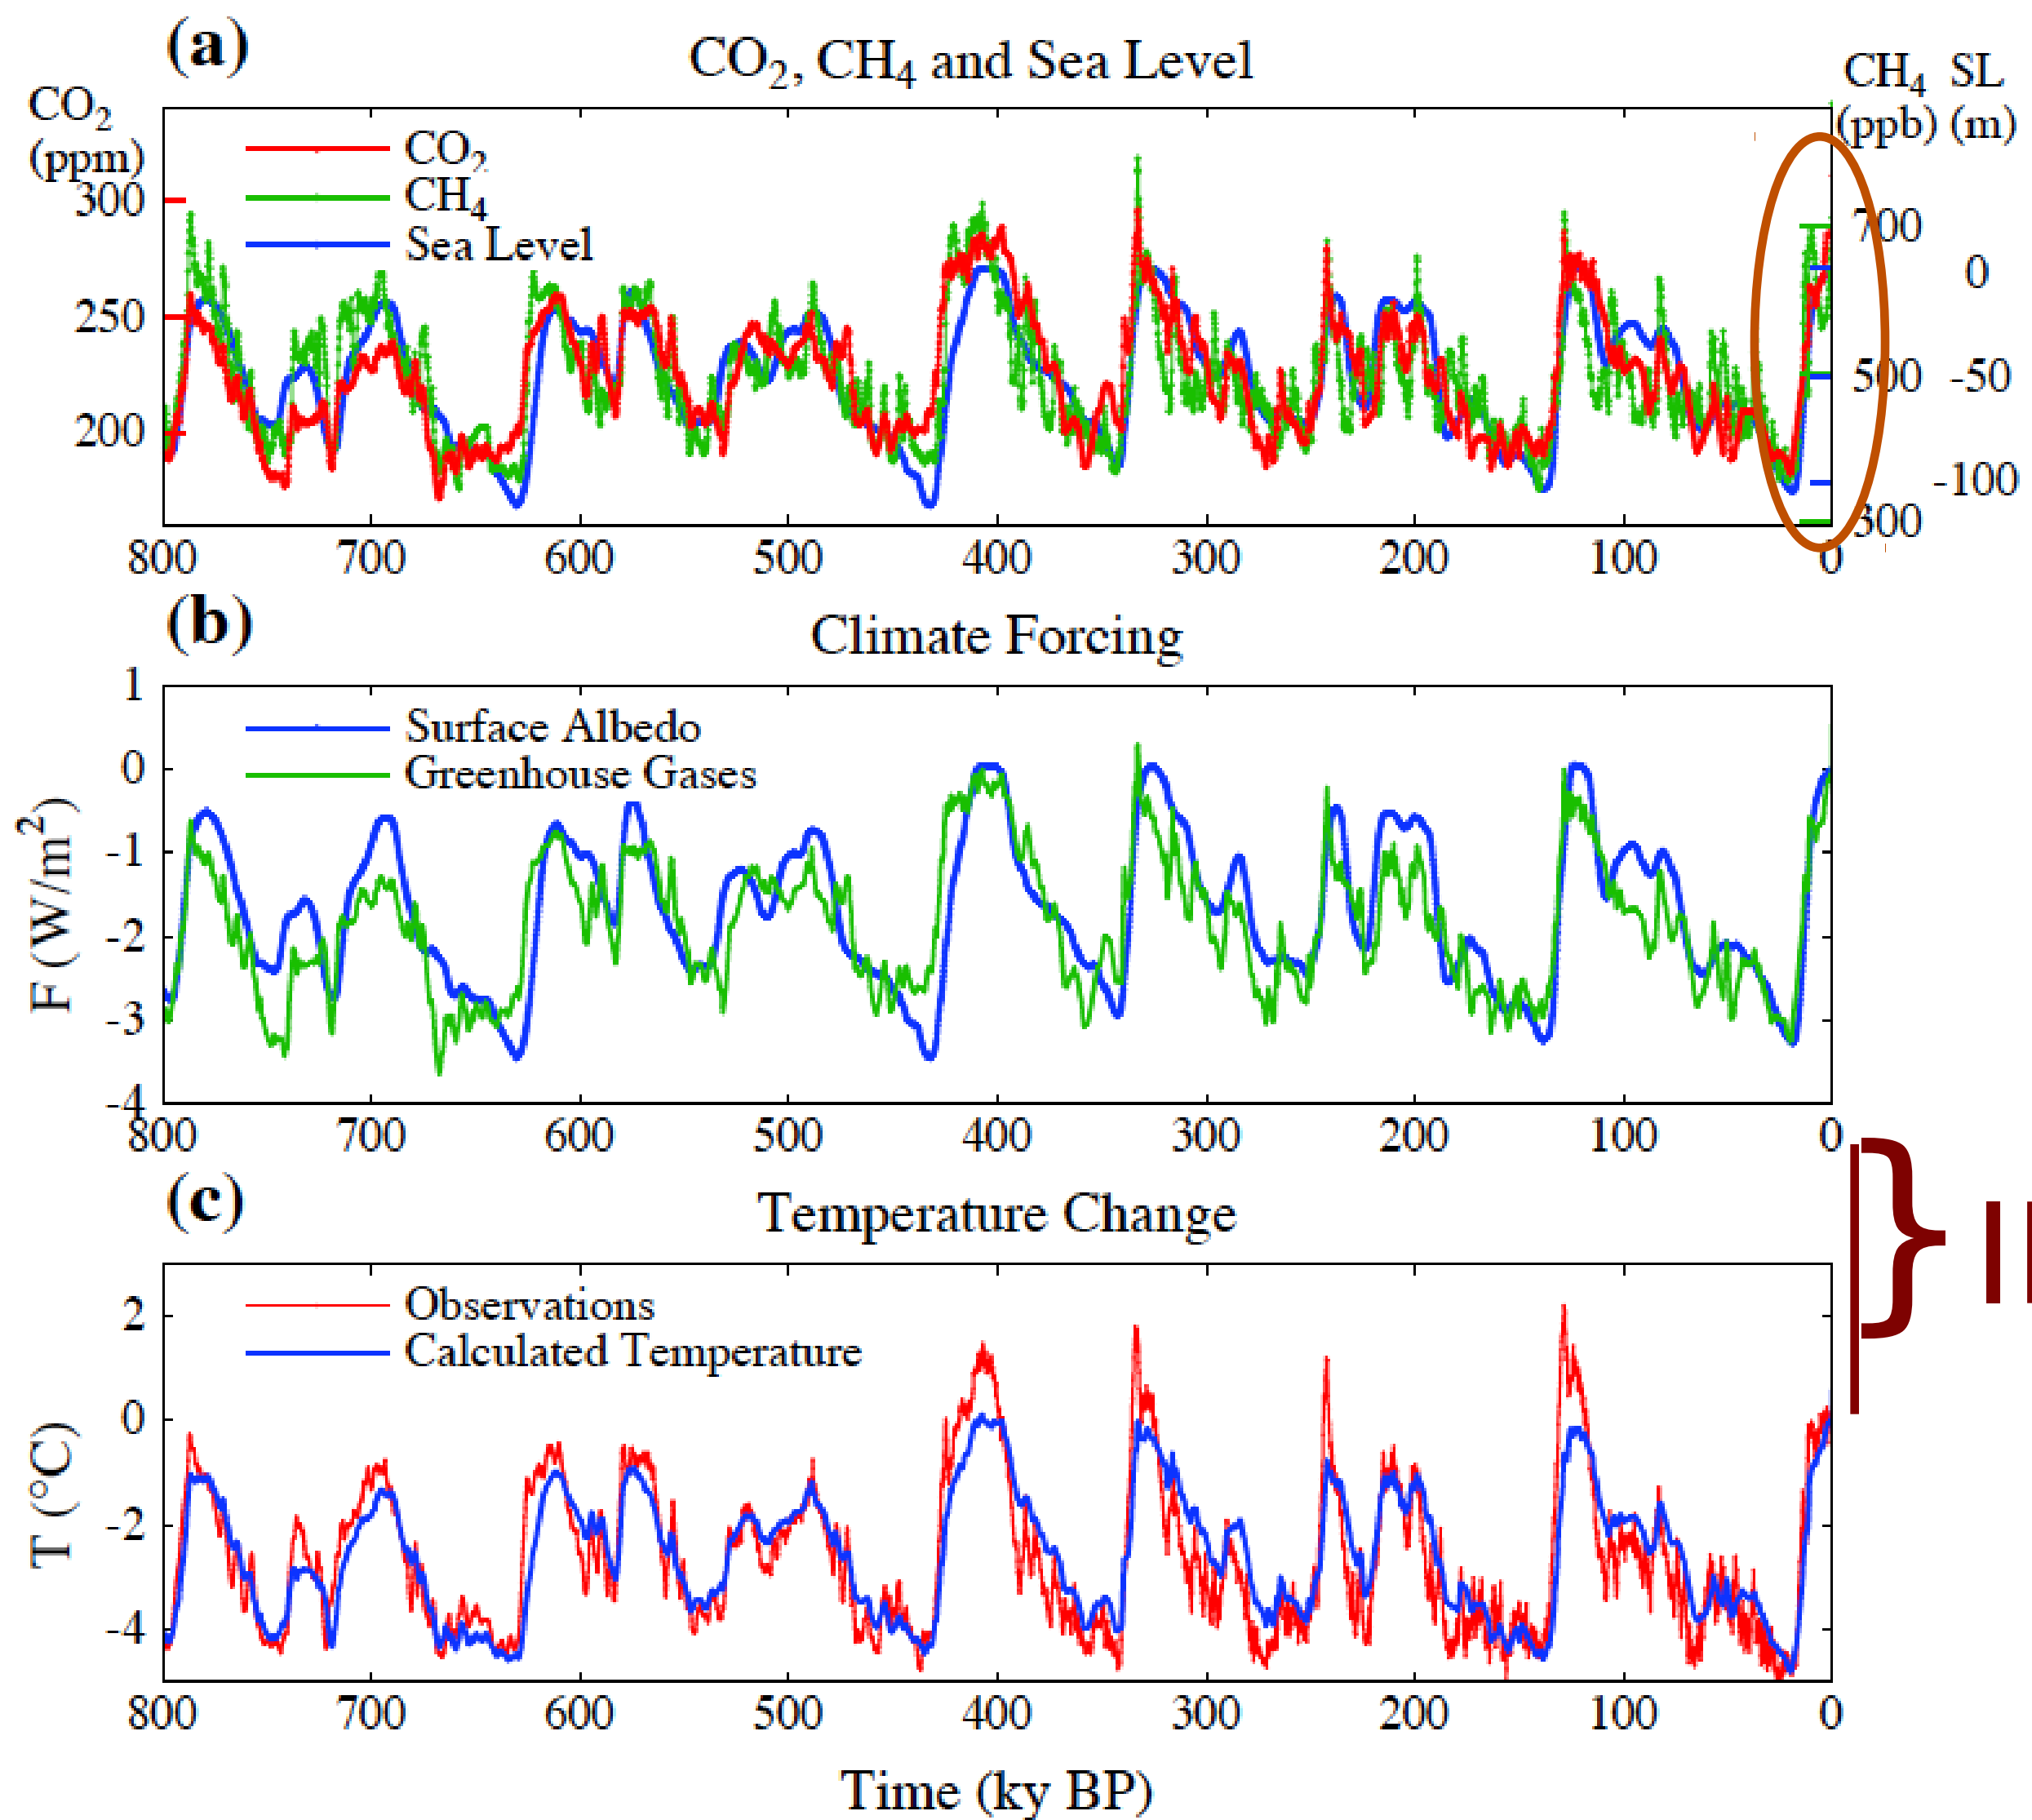 (a)
CO₂, CH₄ and Sea Level
CO₂
(ppm)
CH₄ SL
(ppb) (m)
CO₂
CH₄
Sea Level
300
250
200
700
500
300
0
-50
-100
800 700 600 500 400 300 200 100 0
(b)
Climate Forcing
Surface Albedo
Greenhouse Gases
F (W/m²)
1
0
-1
-2
-3
-4
800 700 600 500 400 300 200 100 0
(c)
Temperature Change
Observations
Calculated Temperature
T (°C)
2
0
-2
-4
800 700 600 500 400 300 200 100 0
Time (ky BP)